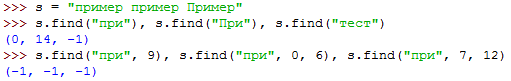 >>> s = "пример пример Пример"
>>> s.find("при"), s.find("При"), s.find("тест")
(0, 14, -1)
>>> s.find("при", 9), s.find("при", 0, 6), s.find("при", 7, 12)
(-1, -1, -1)